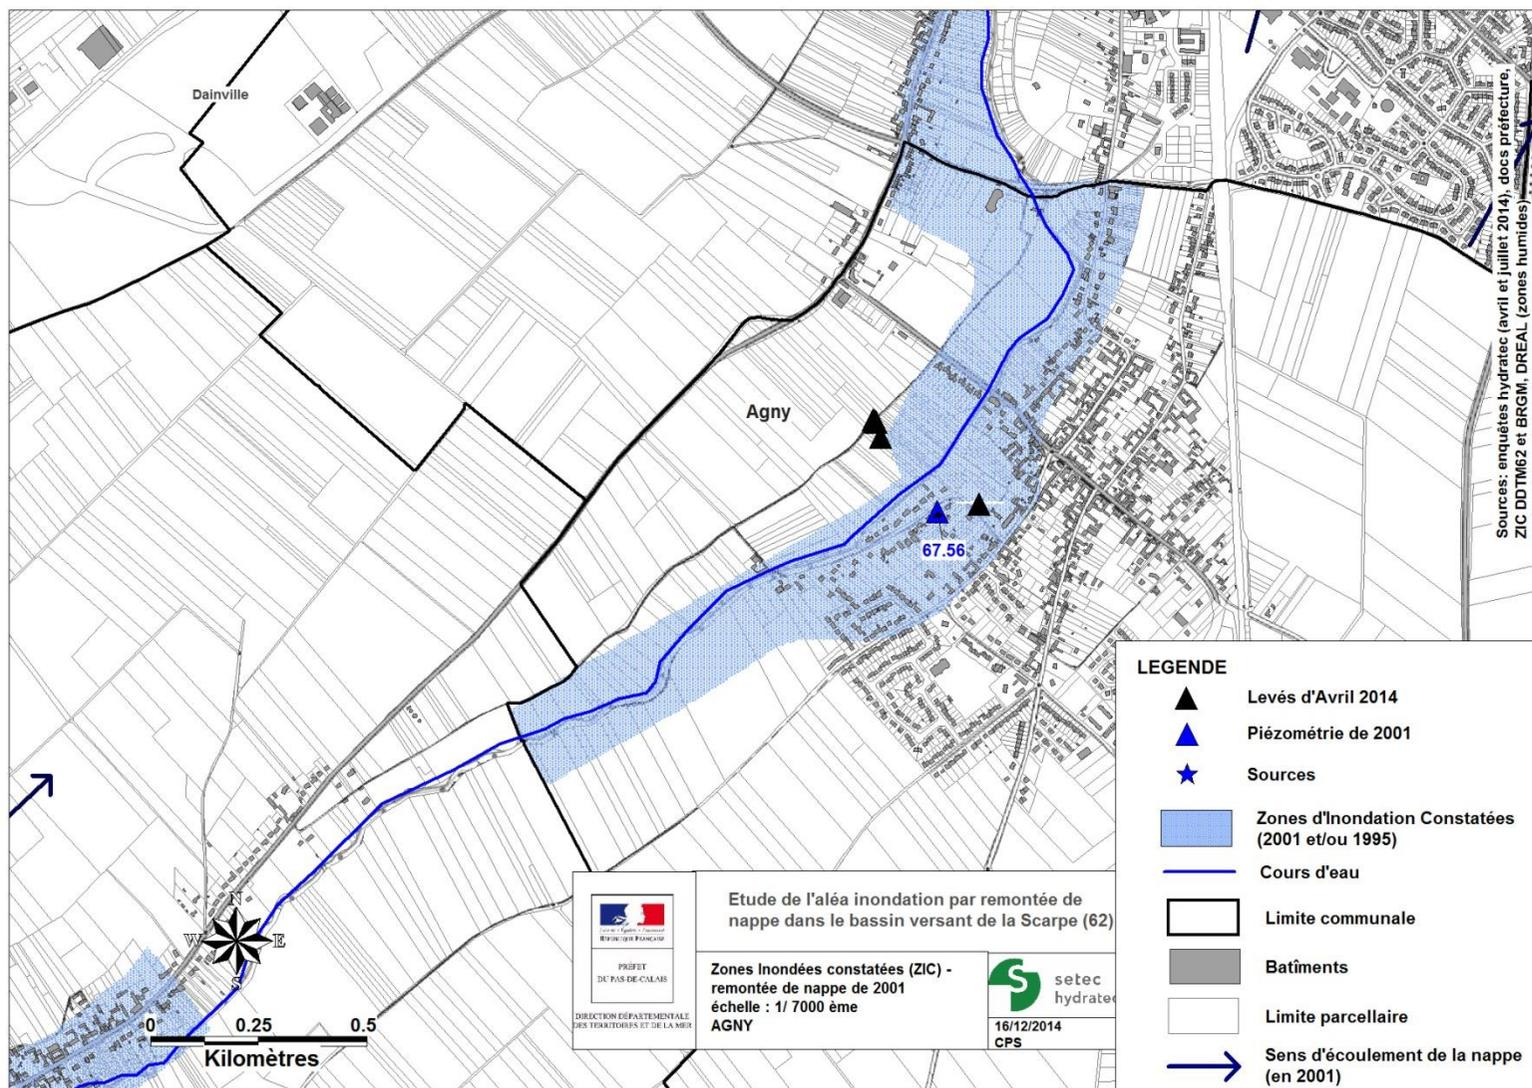 Dainville
Agny
67.56
Sources: enquêtes hydratec (avril et juillet 2014), docs préfecture,
ZIC DDTM62 et BRGM, DREAL (zones humides)
LEGENDE
Levés d'Avril 2014
Piézométrie de 2001
Sources
Zones d'Inondation Constatées
(2001 et/ou 1995)
Cours d'eau
Limite communale
Batîments
Limite parcellaire
Sens d'écoulement de la nappe
(en 2001)
N
W
E
S
0 0.25 0.5
Kilomètres
Liberté • Égalité • Fraternité
RÉPUBLIQUE FRANÇAISE
PRÉFET
DU PAS-DE-CALAIS
DIRECTION DÉPARTEMENTALE
DES TERRITOIRES ET DE LA MER
Etude de l'aléa inondation par remontée de
nappe dans le bassin versant de la Scarpe (62)
Zones Inondées constatées (ZIC) -
remontée de nappe de 2001
échelle : 1/ 7000 ème
AGNY
setec
hydratec
16/12/2014
CPS